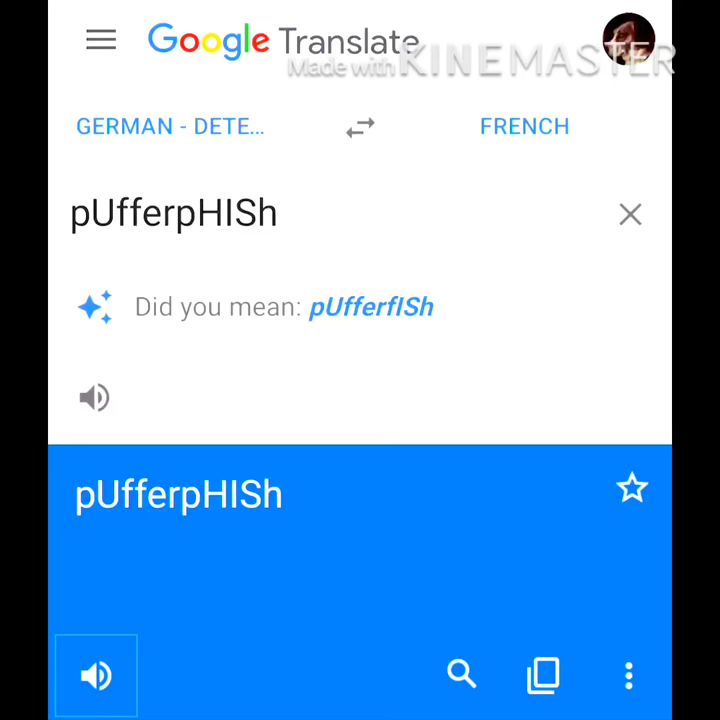 Google Translate
Made with KINEMASTER
GERMAN - DETE... FRENCH
pUfferpHISh
Did you mean: pUfferfISh
pUfferpHISh